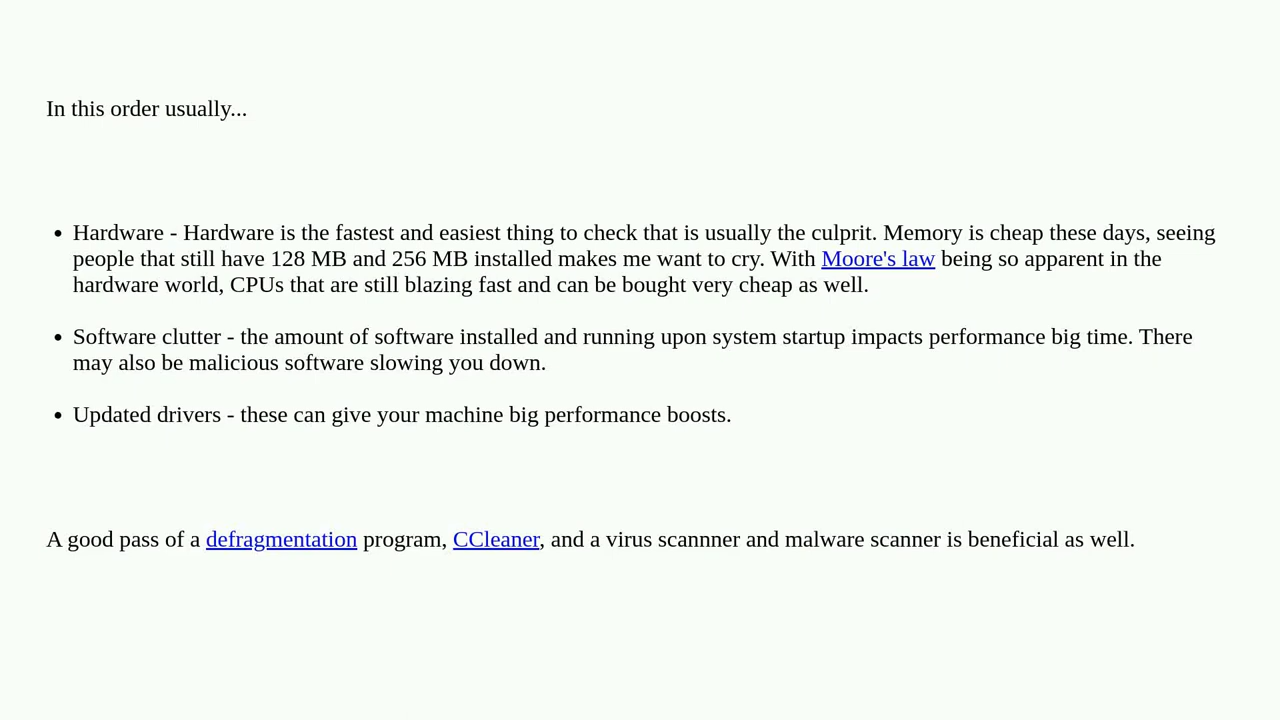 In this order usually...
• Hardware - Hardware is the fastest and easiest thing to check that is usually the culprit. Memory is cheap these days, seeing
people that still have 128 MB and 256 MB installed makes me want to cry. With Moore's law being so apparent in the
hardware world, CPUs that are still blazing fast and can be bought very cheap as well.
• Software clutter - the amount of software installed and running upon system startup impacts performance big time. There
may also be malicious software slowing you down.
• Updated drivers - these can give your machine big performance boosts.
A good pass of a defragmentation program, CCleaner, and a virus scannner and malware scanner is beneficial as well.